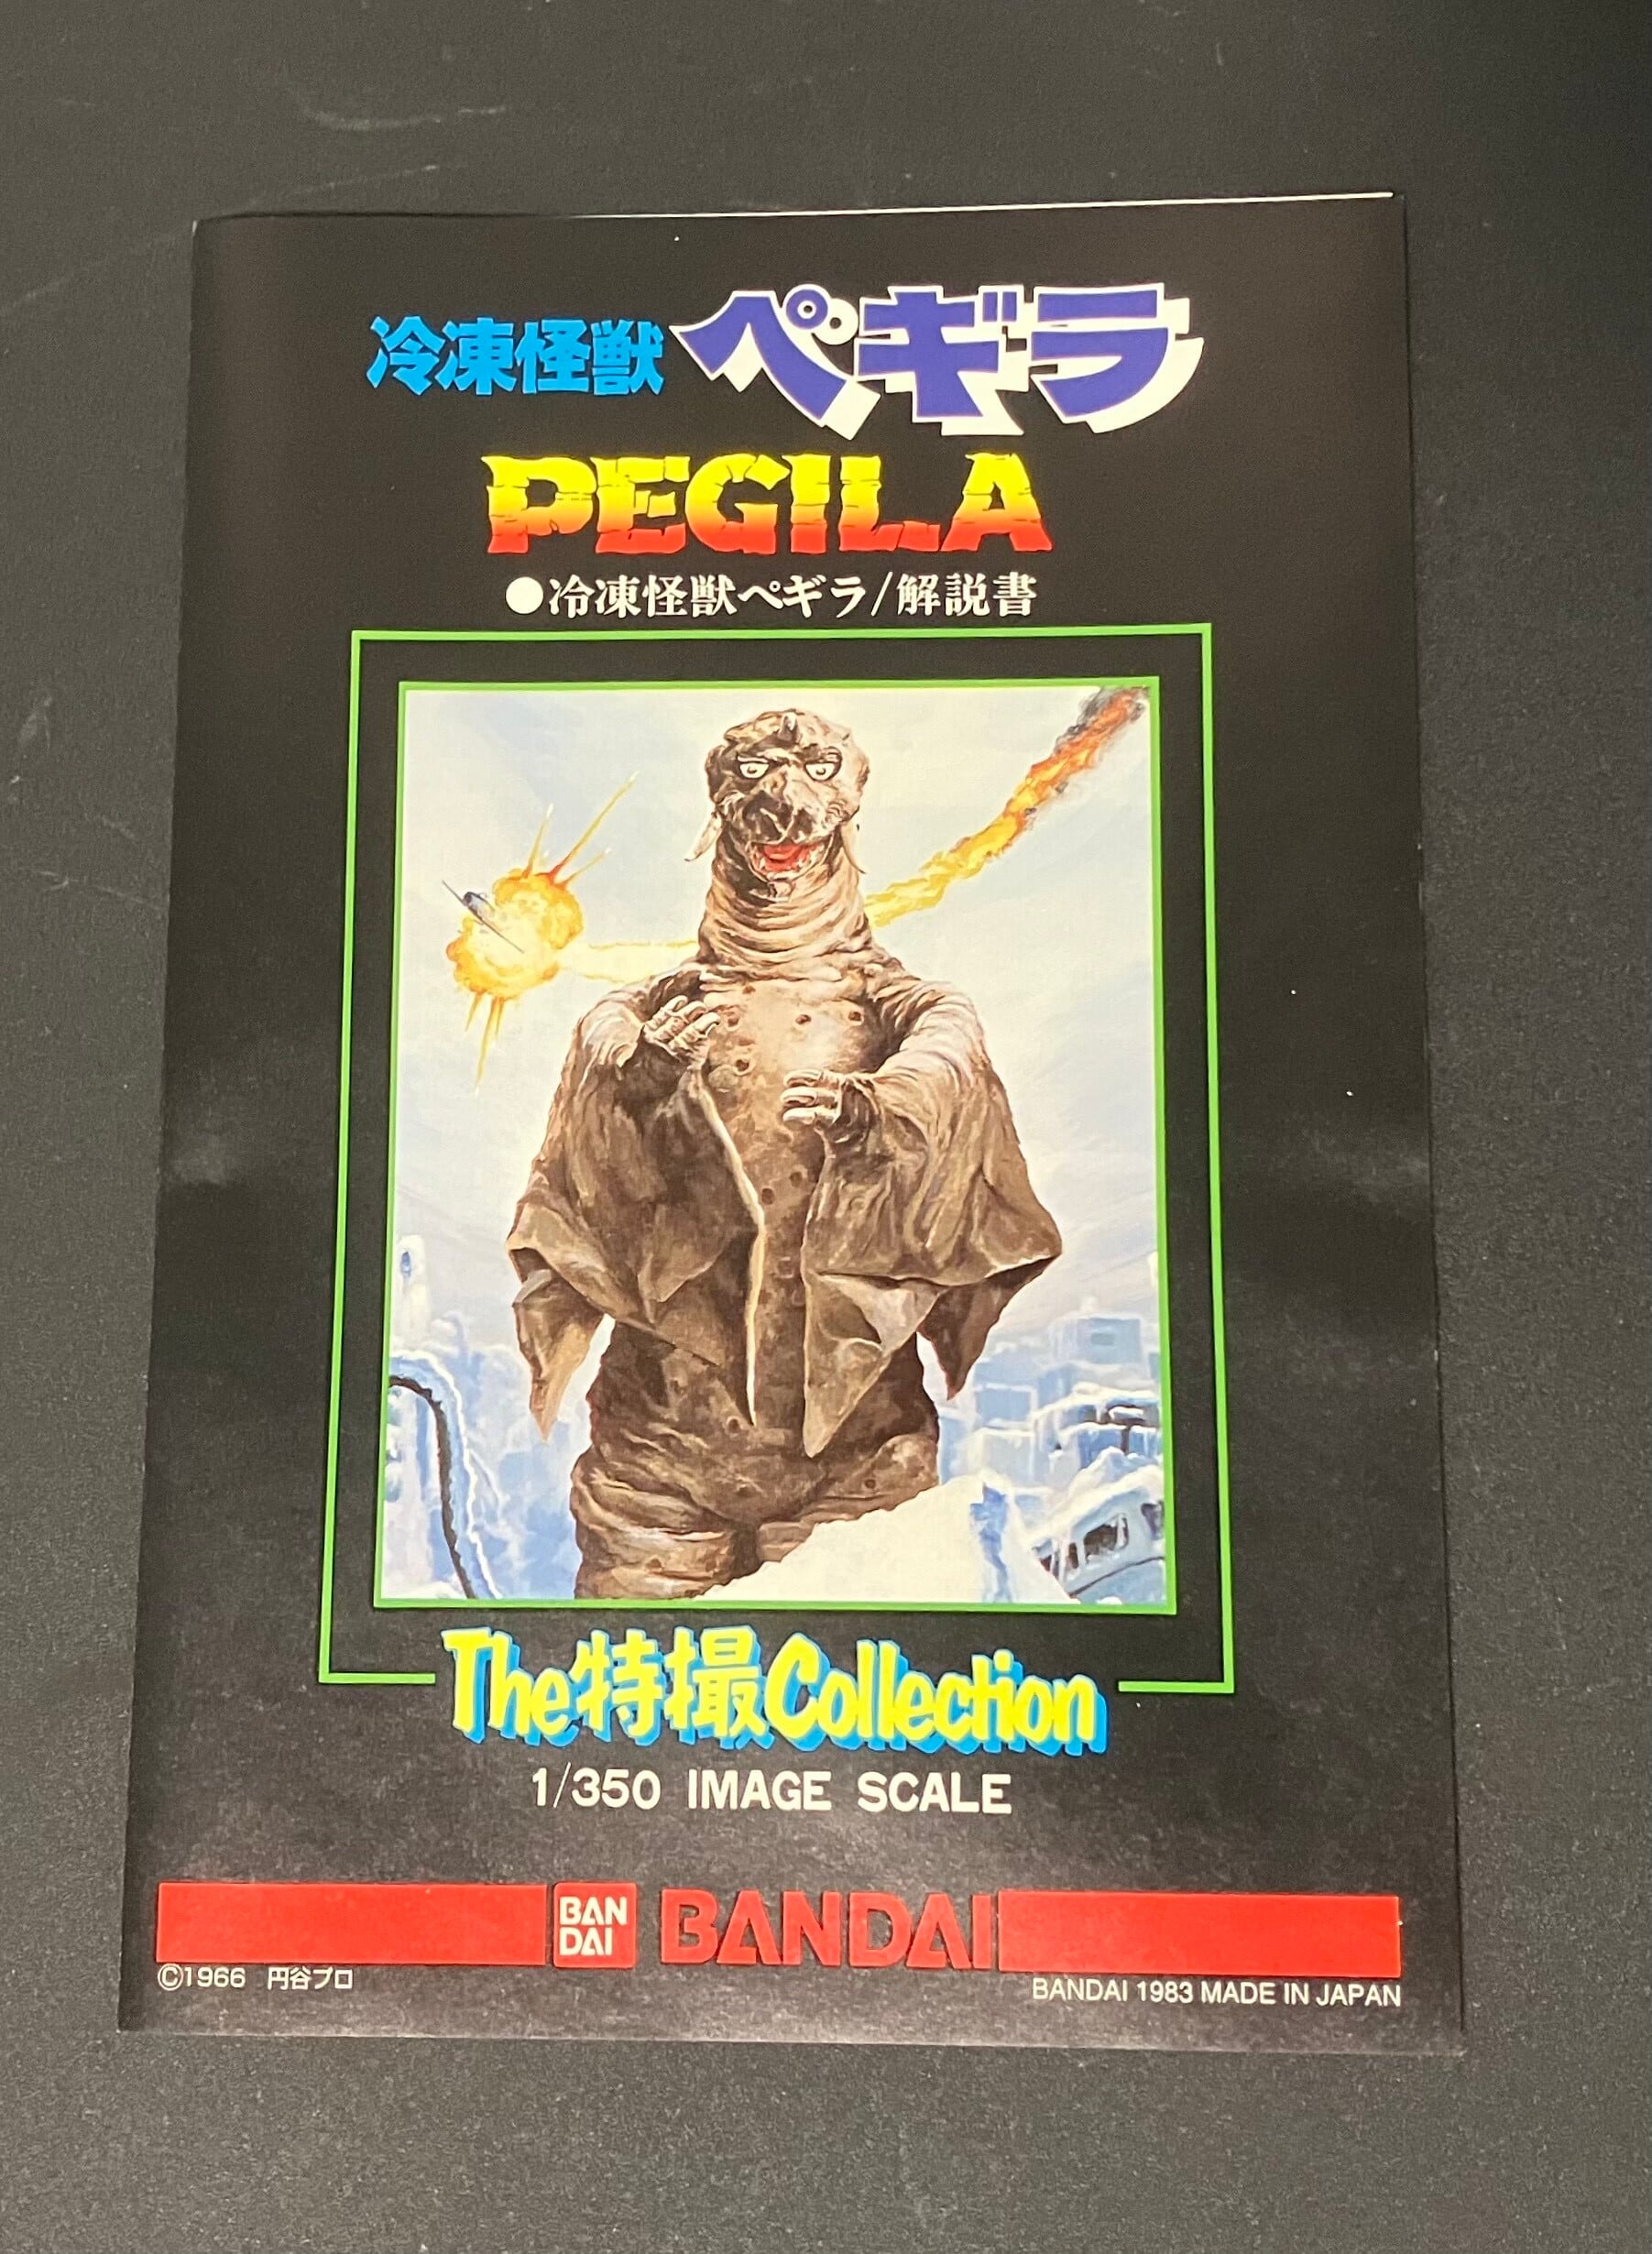 冷凍怪獣 ペギラ
PEGILA
●冷凍怪獣ペギラ/解説書
The特撮Collection
1/350 IMAGE SCALE
BAN
DAI
BANDAI
©1966 円谷プロ
BANDAI 1983 MADE IN JAPAN